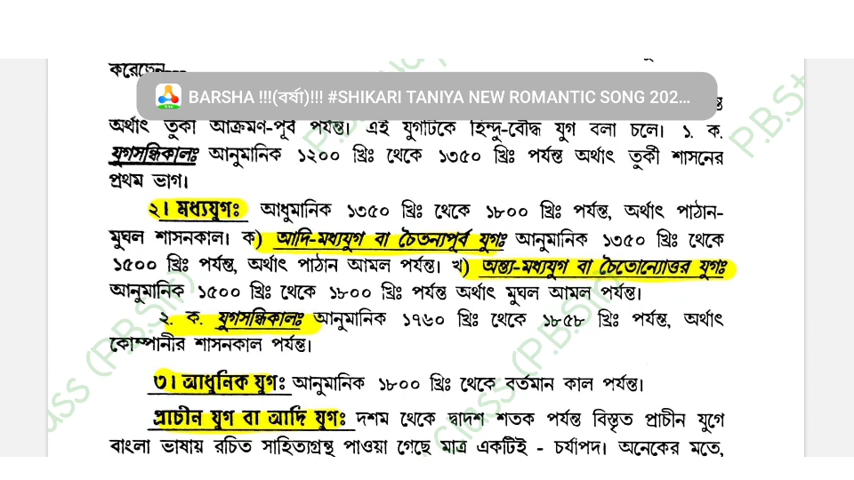 করেছেন---
BARSHA !!!(বর্ষা)!!! #SHIKARI TANIYA NEW ROMANTIC SONG 202...
অর্থাৎ তুর্কী আক্রমণ-পূর্ব পর্যন্ত। এই যুগটিকে হিন্দু-বৌদ্ধ যুগ বলা চলে। ১. ক.
যুগসন্ধিকালঃ আনুমানিক ১২০০ খ্রিঃ থেকে ১৩৫০ খ্রিঃ পর্যন্ত অর্থাৎ তুর্কী শাসনের
প্রথম ভাগ।
২। মধ্যযুগঃ আধুমানিক ১৩৫০ খ্রিঃ থেকে ১৮০০ খ্রিঃ পর্যন্ত, অর্থাৎ পাঠান-
মুঘল শাসনকাল। ক) আদি-মধ্যযুগ বা চৈতন্যপূর্ব যুগঃ আনুমানিক ১৩৫০ খ্রিঃ থেকে
১৫০০ খ্রিঃ পর্যন্ত, অর্থাৎ পাঠান আমল পর্যন্ত। খ) অন্ত্য-মধ্যযুগ বা চৈতোন্যোত্তর যুগঃ
আনুমানিক ১৫০০ খ্রিঃ থেকে ১৮০০ খ্রিঃ পর্যন্ত অর্থাৎ মুঘল আমল পর্যন্ত।
২. ক. যুগসন্ধিকালঃ আনুমানিক ১৭৬০ খ্রিঃ থেকে ১৮৫৮ খ্রিঃ পর্যন্ত, অর্থাৎ
কোম্পানীর শাসনকাল পর্যন্ত।
৩। আধুনিক যুগঃ আনুমানিক ১৮০০ খ্রিঃ থেকে বর্তমান কাল পর্যন্ত।
প্রাচীন যুগ বা আদি যুগঃ দশম থেকে দ্বাদশ শতক পর্যন্ত বিস্তৃত প্রাচীন যুগে
বাংলা ভাষায় রচিত সাহিত্যগ্রন্থ পাওয়া গেছে মাত্র একটিই - চর্যাপদ। অনেকের মতে,